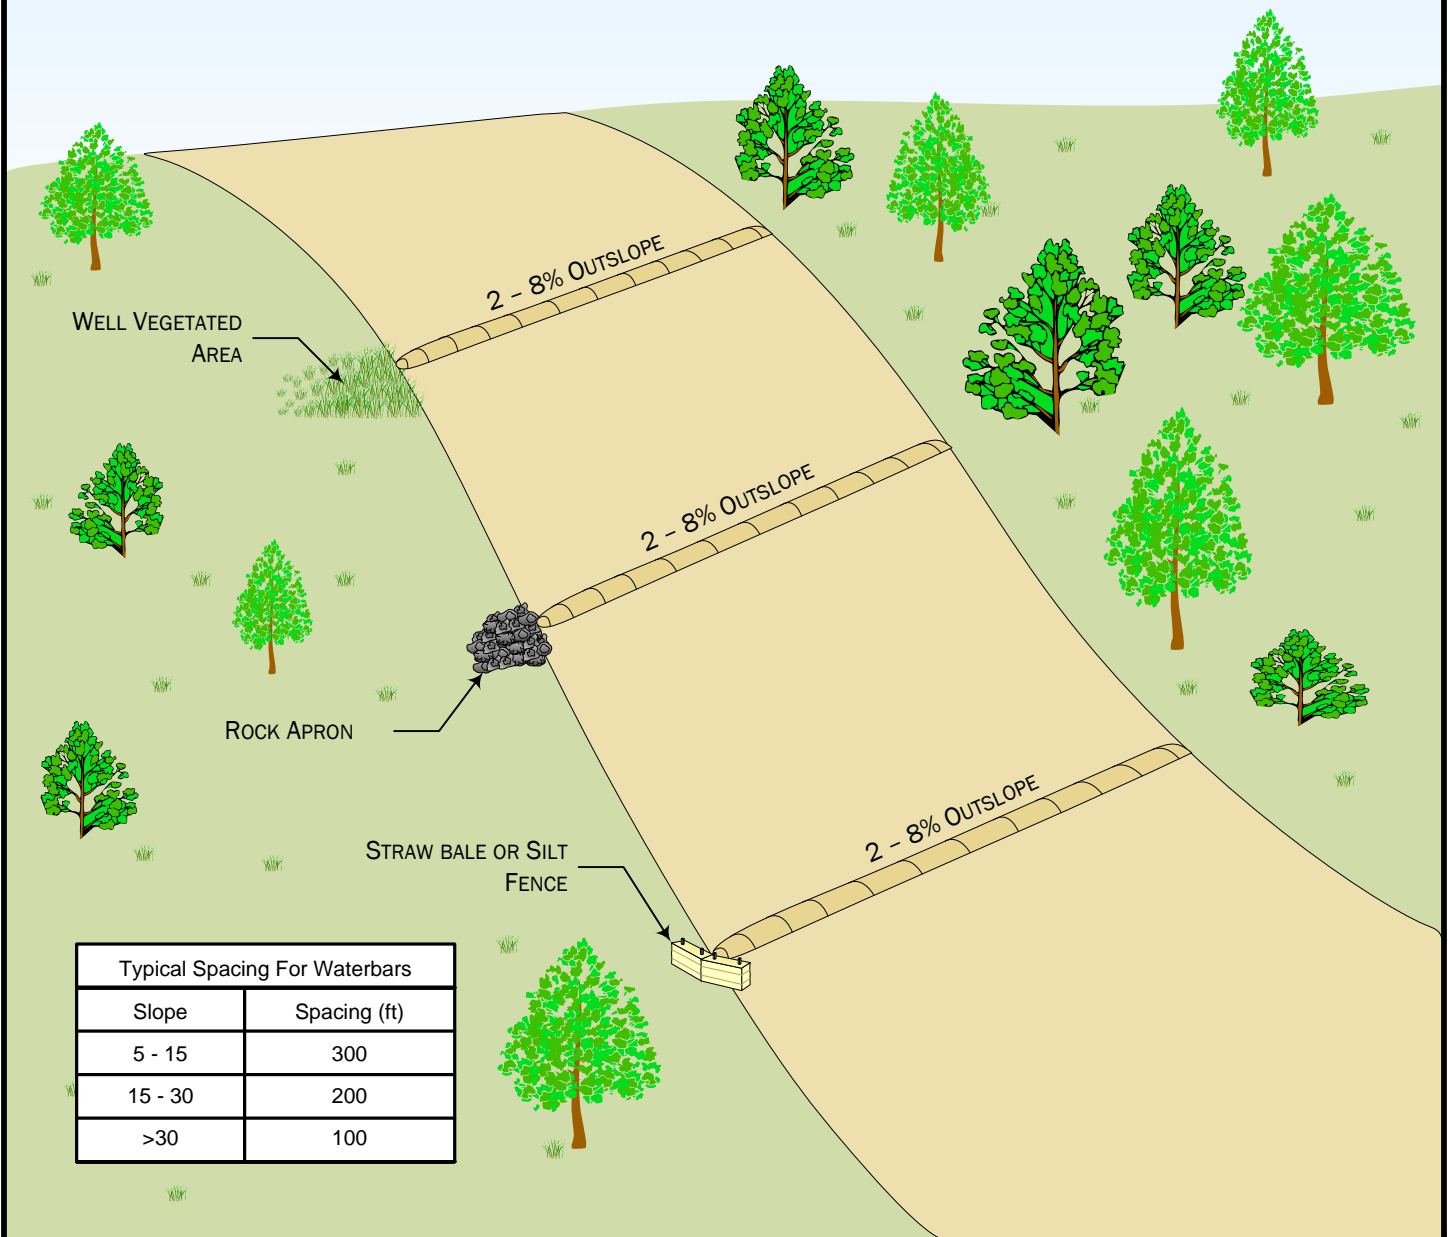 2 – 8% OUTSLOPE
WELL VEGETATED
AREA
2 – 8% OUTSLOPE
ROCK APRON
2 – 8% OUTSLOPE
STRAW BALE OR SILT
FENCE
Typical Spacing For Waterbars
Slope Spacing (ft)
5 - 15 300
15 - 30 200
>30 100